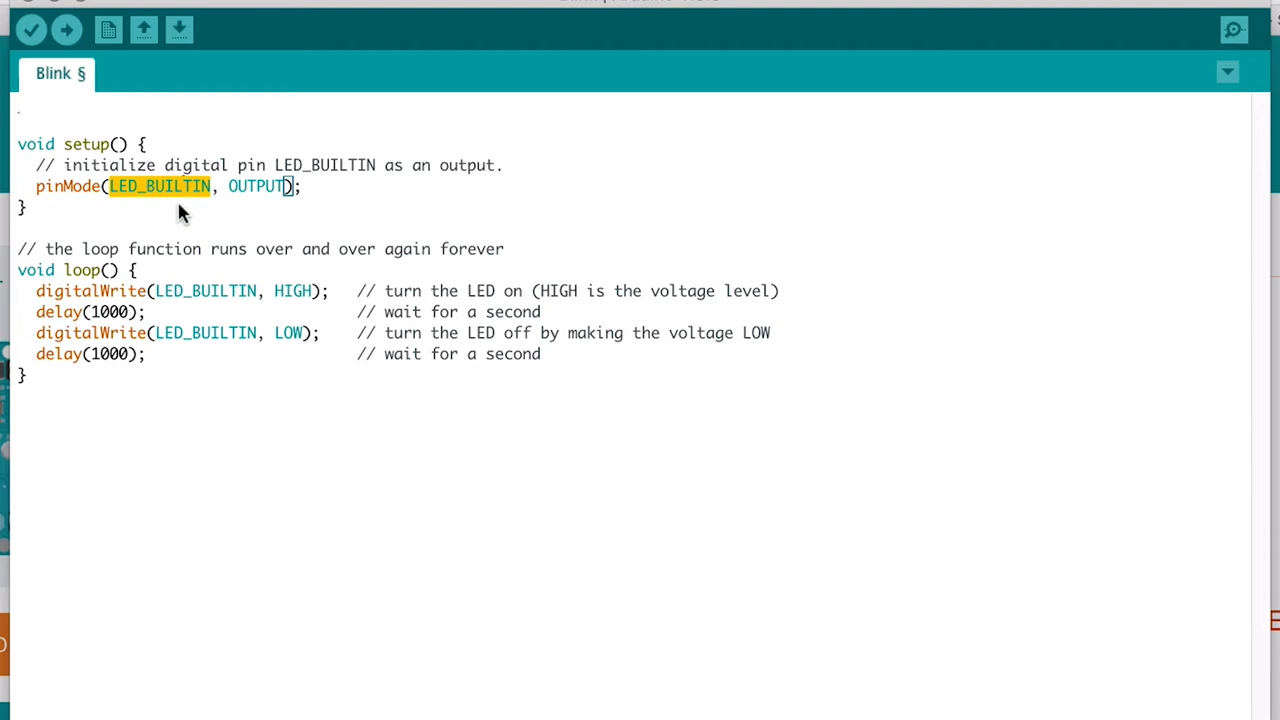 Blink §
void setup() {
// initialize digital pin LED_BUILTIN as an output.
pinMode(LED_BUILTIN, OUTPUT);
}
// the loop function runs over and over again forever
void loop() {
digitalWrite(LED_BUILTIN, HIGH);   // turn the LED on (HIGH is the voltage level)
delay(1000);                       // wait for a second
digitalWrite(LED_BUILTIN, LOW);    // turn the LED off by making the voltage LOW
delay(1000);                       // wait for a second
}